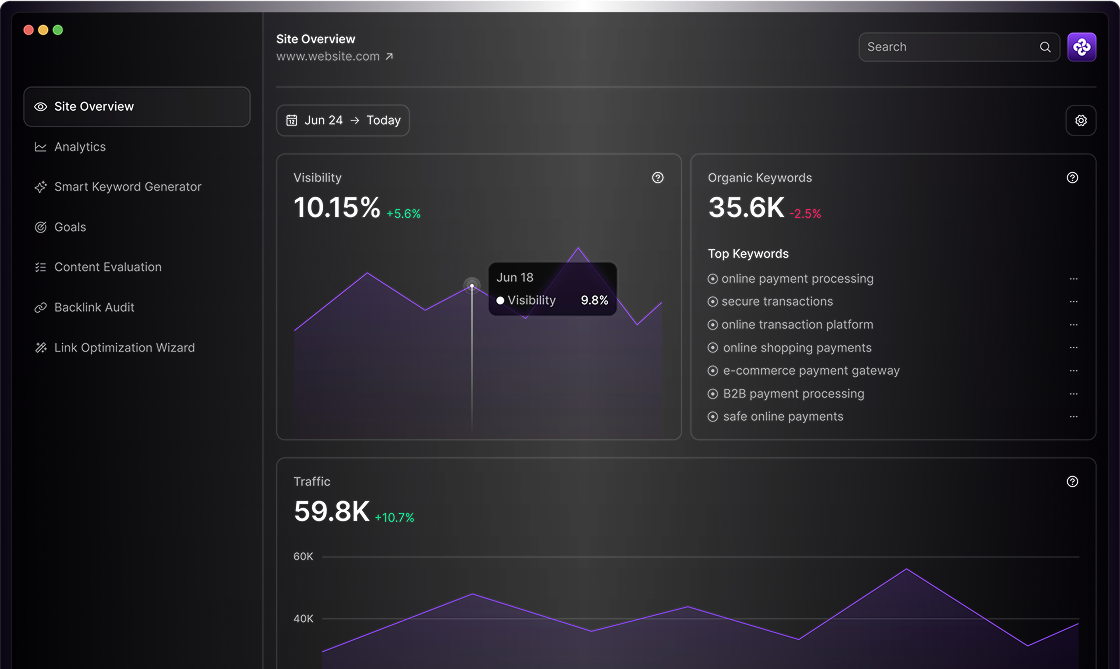 Site Overview
www.website.com ↗
Search
Site Overview
Analytics
Smart Keyword Generator
Goals
Content Evaluation
Backlink Audit
Link Optimization Wizard
Jun 24 → Today
Visibility
10.15% +5.6%
Jun 18
Visibility 9.8%
Organic Keywords
35.6K -2.5%
Top Keywords
online payment processing
secure transactions
online transaction platform
online shopping payments
e-commerce payment gateway
B2B payment processing
safe online payments
Traffic
59.8K +10.7%
60K
40K